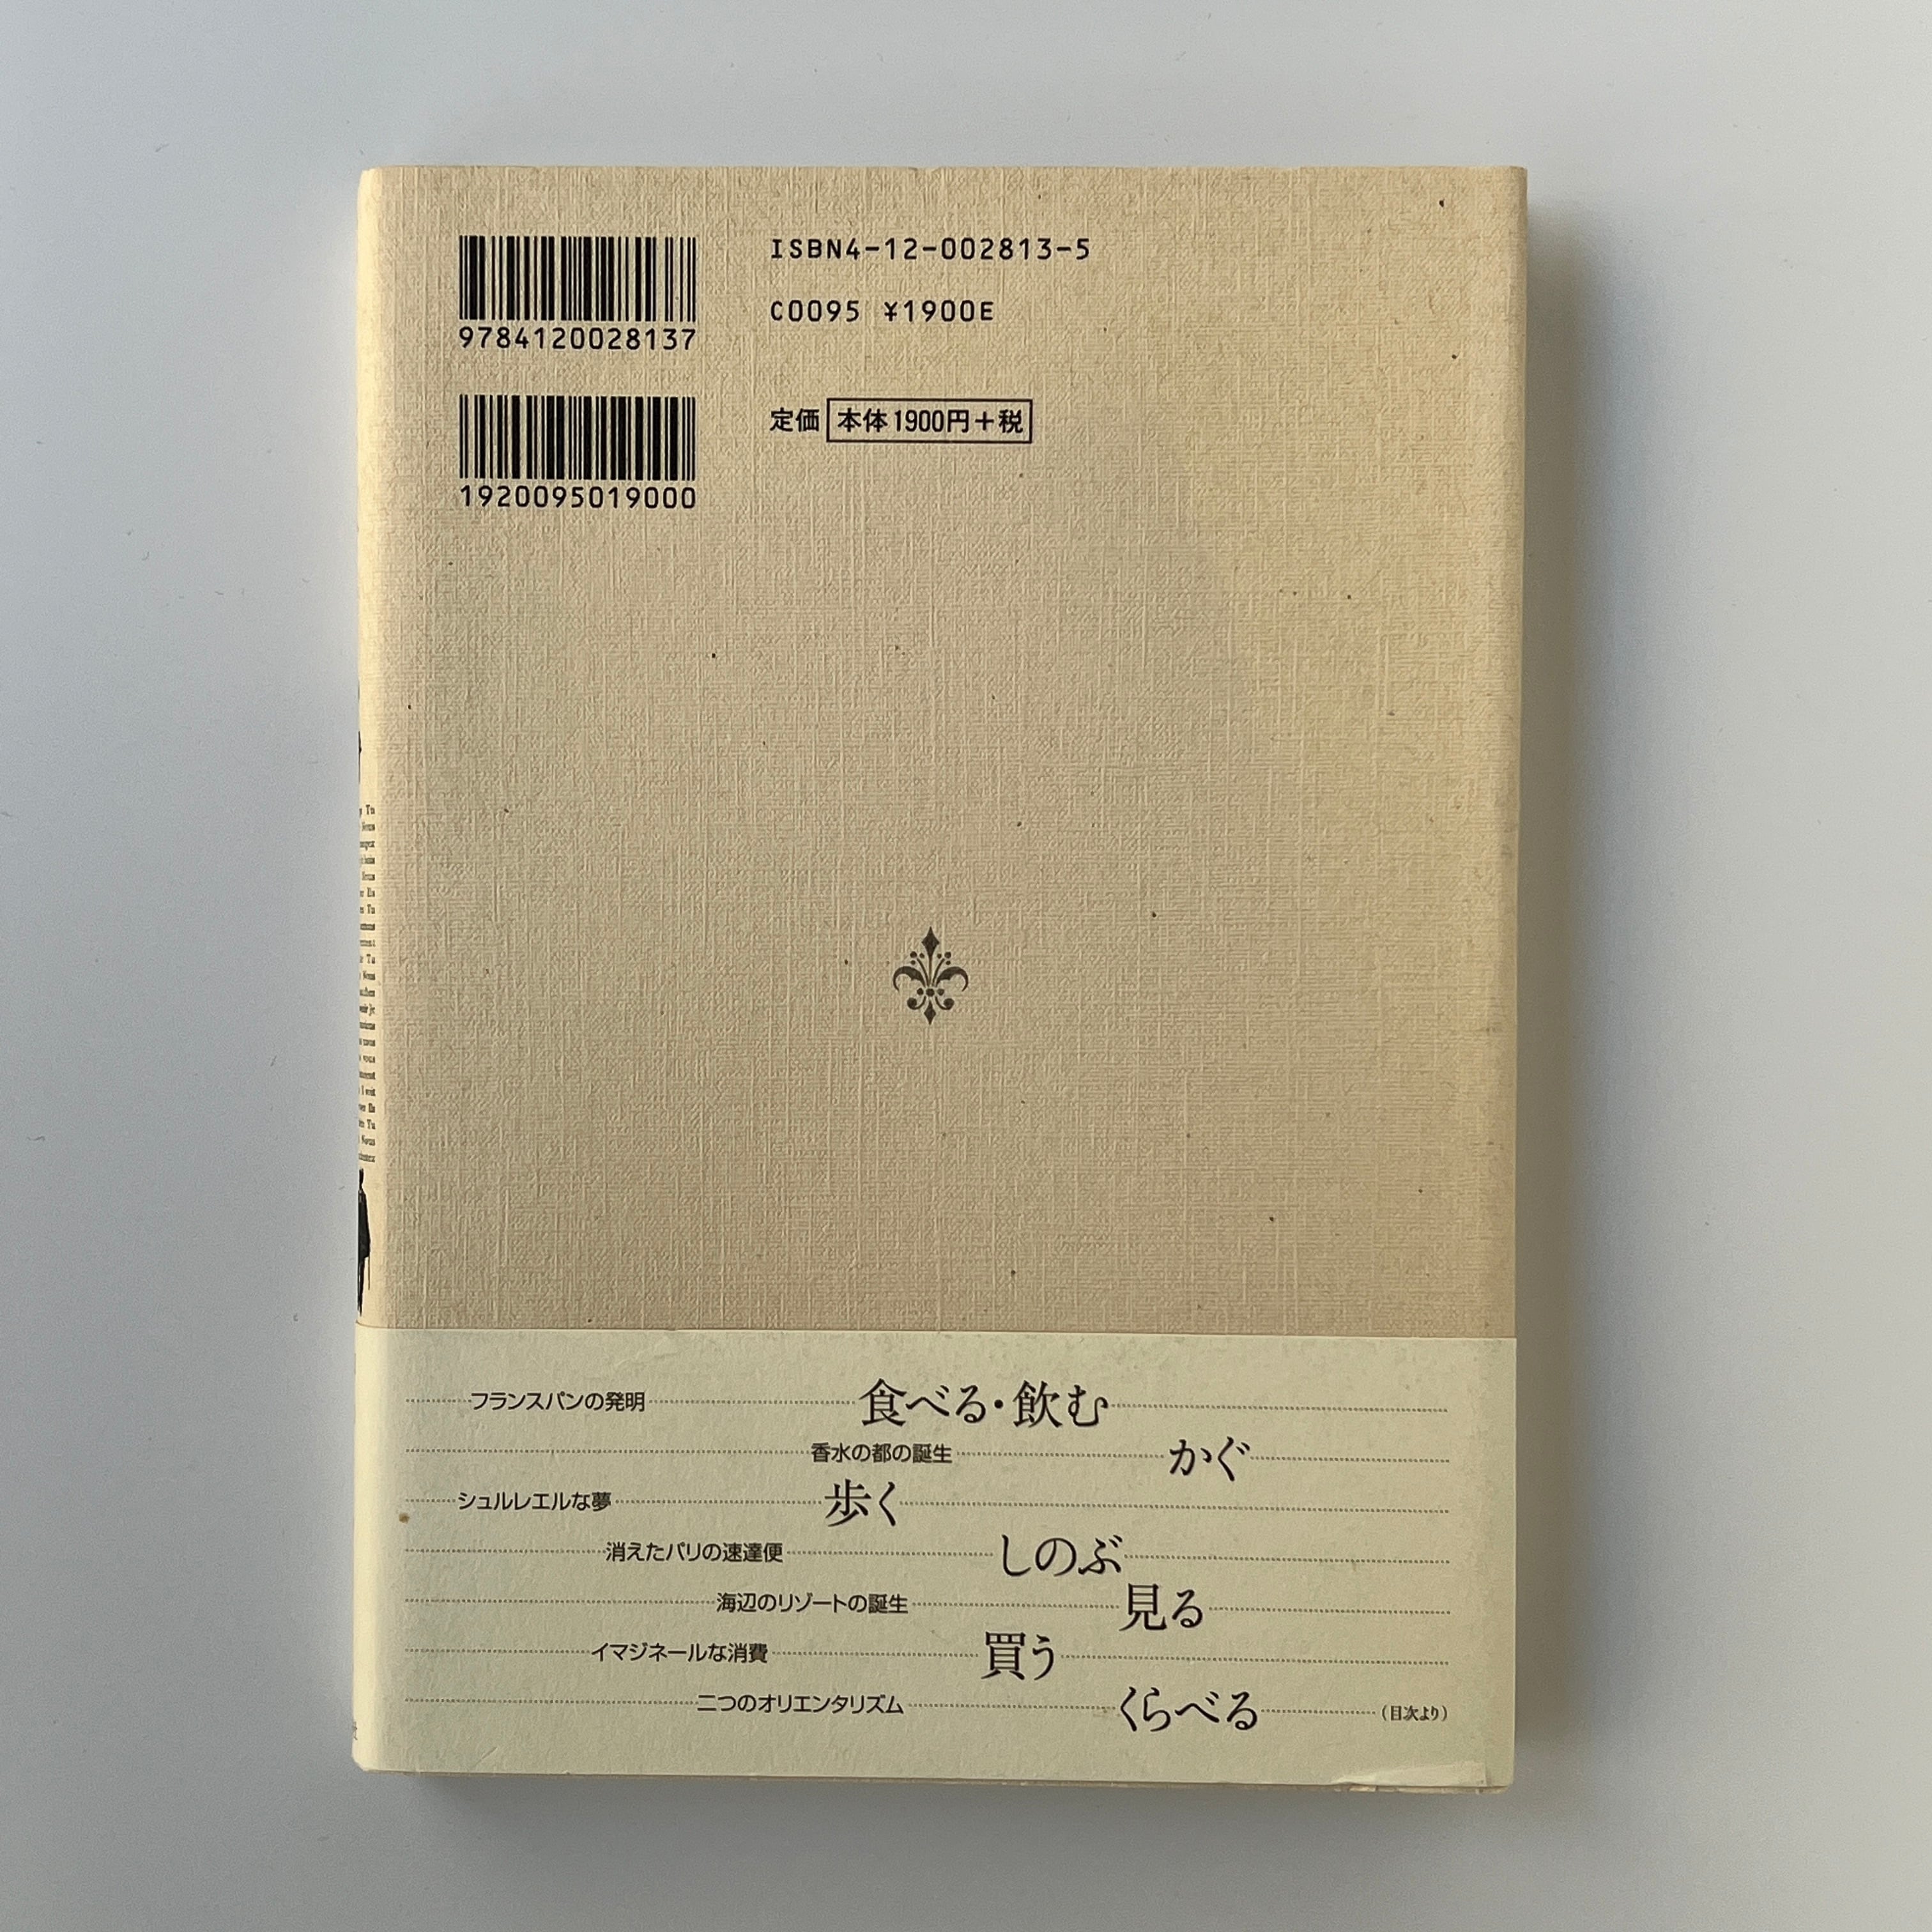 ISBN4-12-002813-5
C0095 ¥1900E
9784120028137
定価 本体1900円+税
1920095019000
フランスパンの発明 食べる・飲む
香水の都の誕生 かぐ
シュルレエルな夢 歩く
消えたパリの速達便 しのぶ
海辺のリゾートの誕生 見る
イマジネールな消費 買う
二つのオリエンタリズム くらべる (目次より)